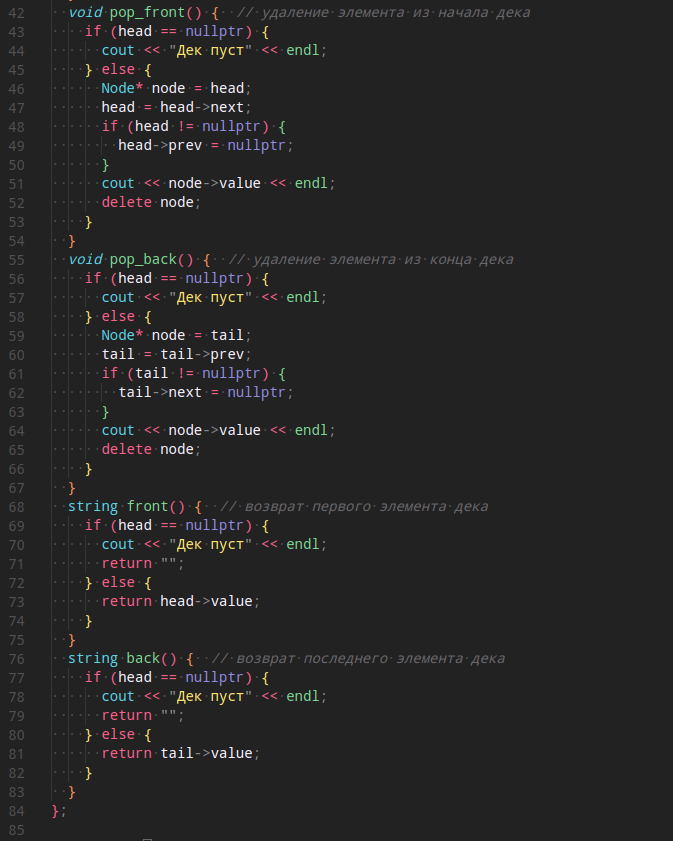 42 void pop_front() { // удаление элемента из начала дека
43 if (head == nullptr) {
44 cout << "Дек пуст" << endl;
45 } else {
46 Node* node = head;
47 head = head->next;
48 if (head != nullptr) {
49 head->prev = nullptr;
50 }
51 cout << node->value << endl;
52 delete node;
53 }
54 }
55 void pop_back() { // удаление элемента из конца дека
56 if (head == nullptr) {
57 cout << "Дек пуст" << endl;
58 } else {
59 Node* node = tail;
60 tail = tail->prev;
61 if (tail != nullptr) {
62 tail->next = nullptr;
63 }
64 cout << node->value << endl;
65 delete node;
66 }
67 }
68 string front() { // возврат первого элемента дека
69 if (head == nullptr) {
70 cout << "Дек пуст" << endl;
71 return "";
72 } else {
73 return head->value;
74 }
75 }
76 string back() { // возврат последнего элемента дека
77 if (head == nullptr) {
78 cout << "Дек пуст" << endl;
79 return "";
80 } else {
81 return tail->value;
82 }
83 }
84 };
85